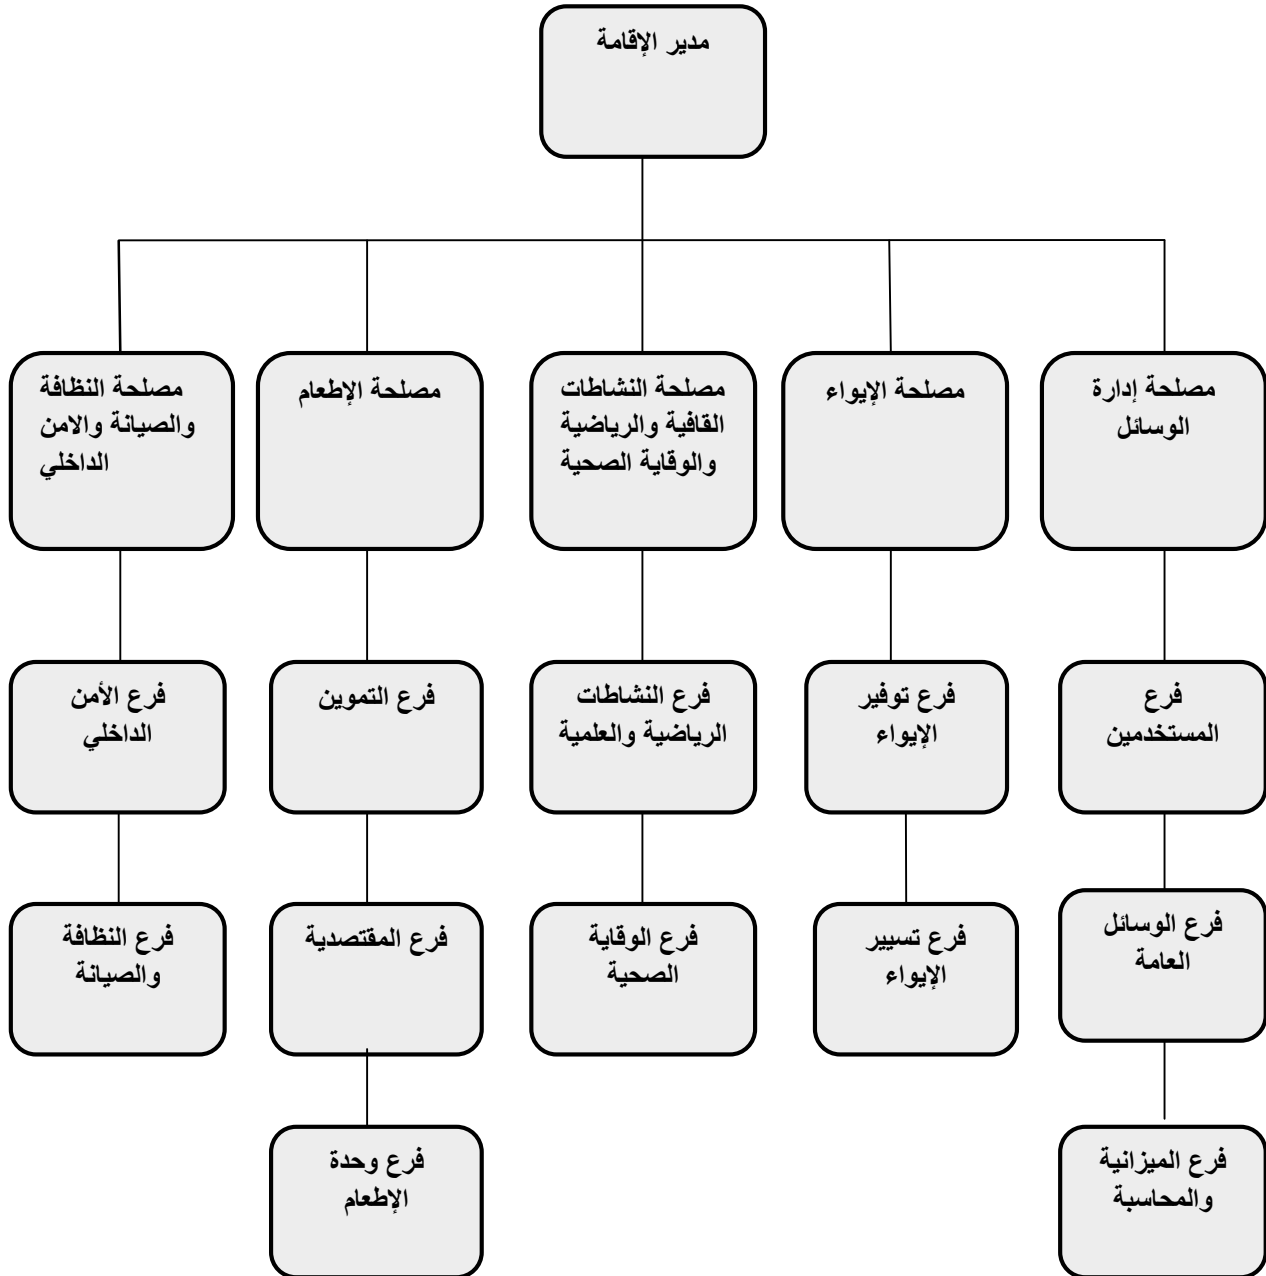 مدير الإقامة
مصلحة إدارة
الوسائل
مصلحة الإيواء
مصلحة النشاطات
القافية والرياضية
والوقاية الصحية
مصلحة الإطعام
مصلحة النظافة
والصيانة والامن
الداخلي
فرع
المستخدمين
فرع توفير
الإيواء
فرع النشاطات
الرياضية والعلمية
فرع التموين
فرع الأمن
الداخلي
فرع الوسائل
العامة
فرع تسيير
الإيواء
فرع الوقاية
الصحية
فرع المقتصدية
فرع النظافة
والصيانة
فرع الميزانية
والمحاسبة
فرع وحدة
الإطعام